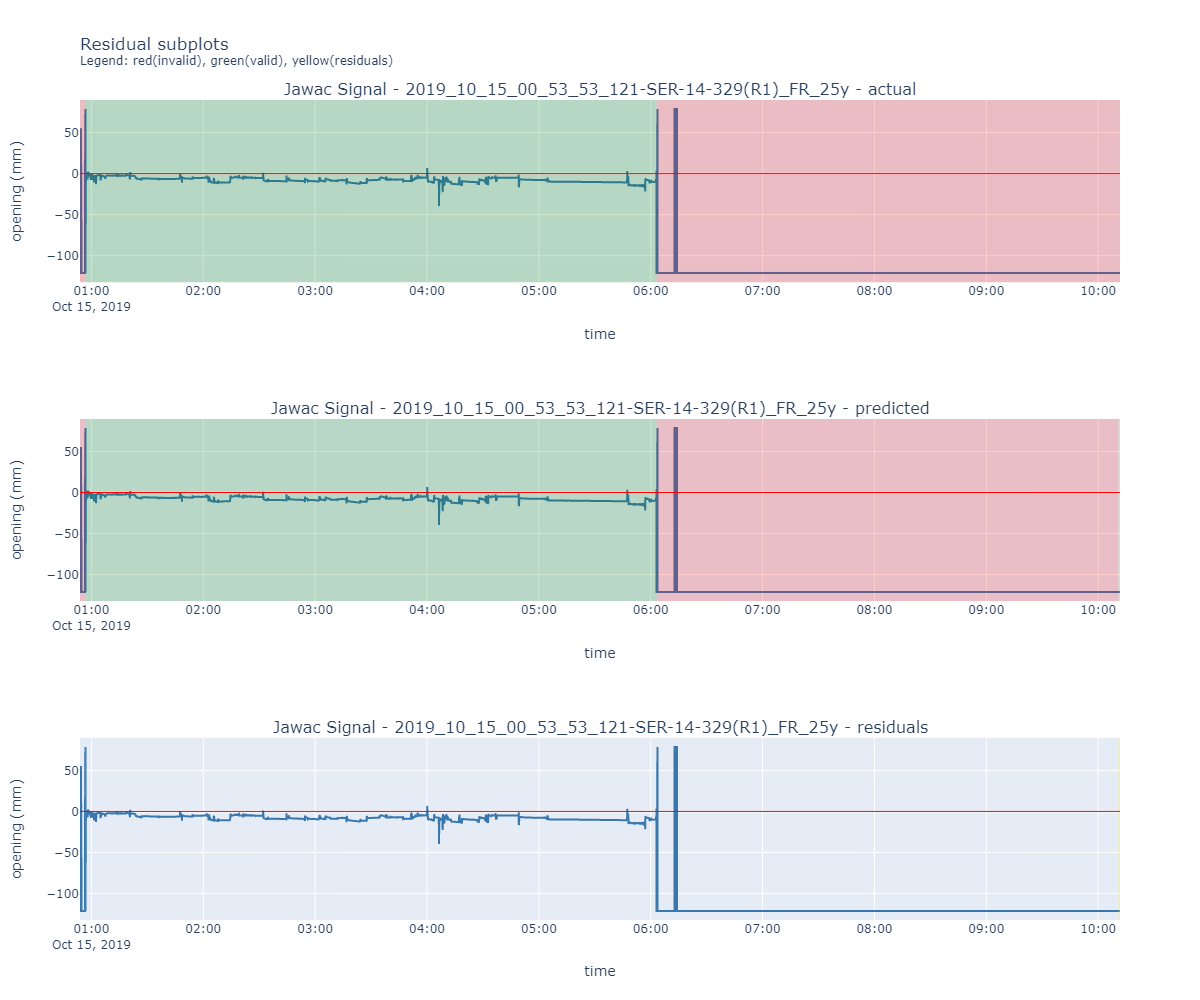 Residual subplots
Legend: red(invalid), green(valid), yellow(residuals)
Jawac Signal - 2019_10_15_00_53_53_121-SER-14-329(R1)_FR_25y - actual
opening (mm)
50
0
−50
−100
01:00 02:00 03:00 04:00 05:00 06:00 07:00 08:00 09:00 10:00
Oct 15, 2019
time
Jawac Signal - 2019_10_15_00_53_53_121-SER-14-329(R1)_FR_25y - predicted
opening (mm)
50
0
−50
−100
01:00 02:00 03:00 04:00 05:00 06:00 07:00 08:00 09:00 10:00
Oct 15, 2019
time
Jawac Signal - 2019_10_15_00_53_53_121-SER-14-329(R1)_FR_25y - residuals
opening (mm)
50
0
−50
−100
01:00 02:00 03:00 04:00 05:00 06:00 07:00 08:00 09:00 10:00
Oct 15, 2019
time